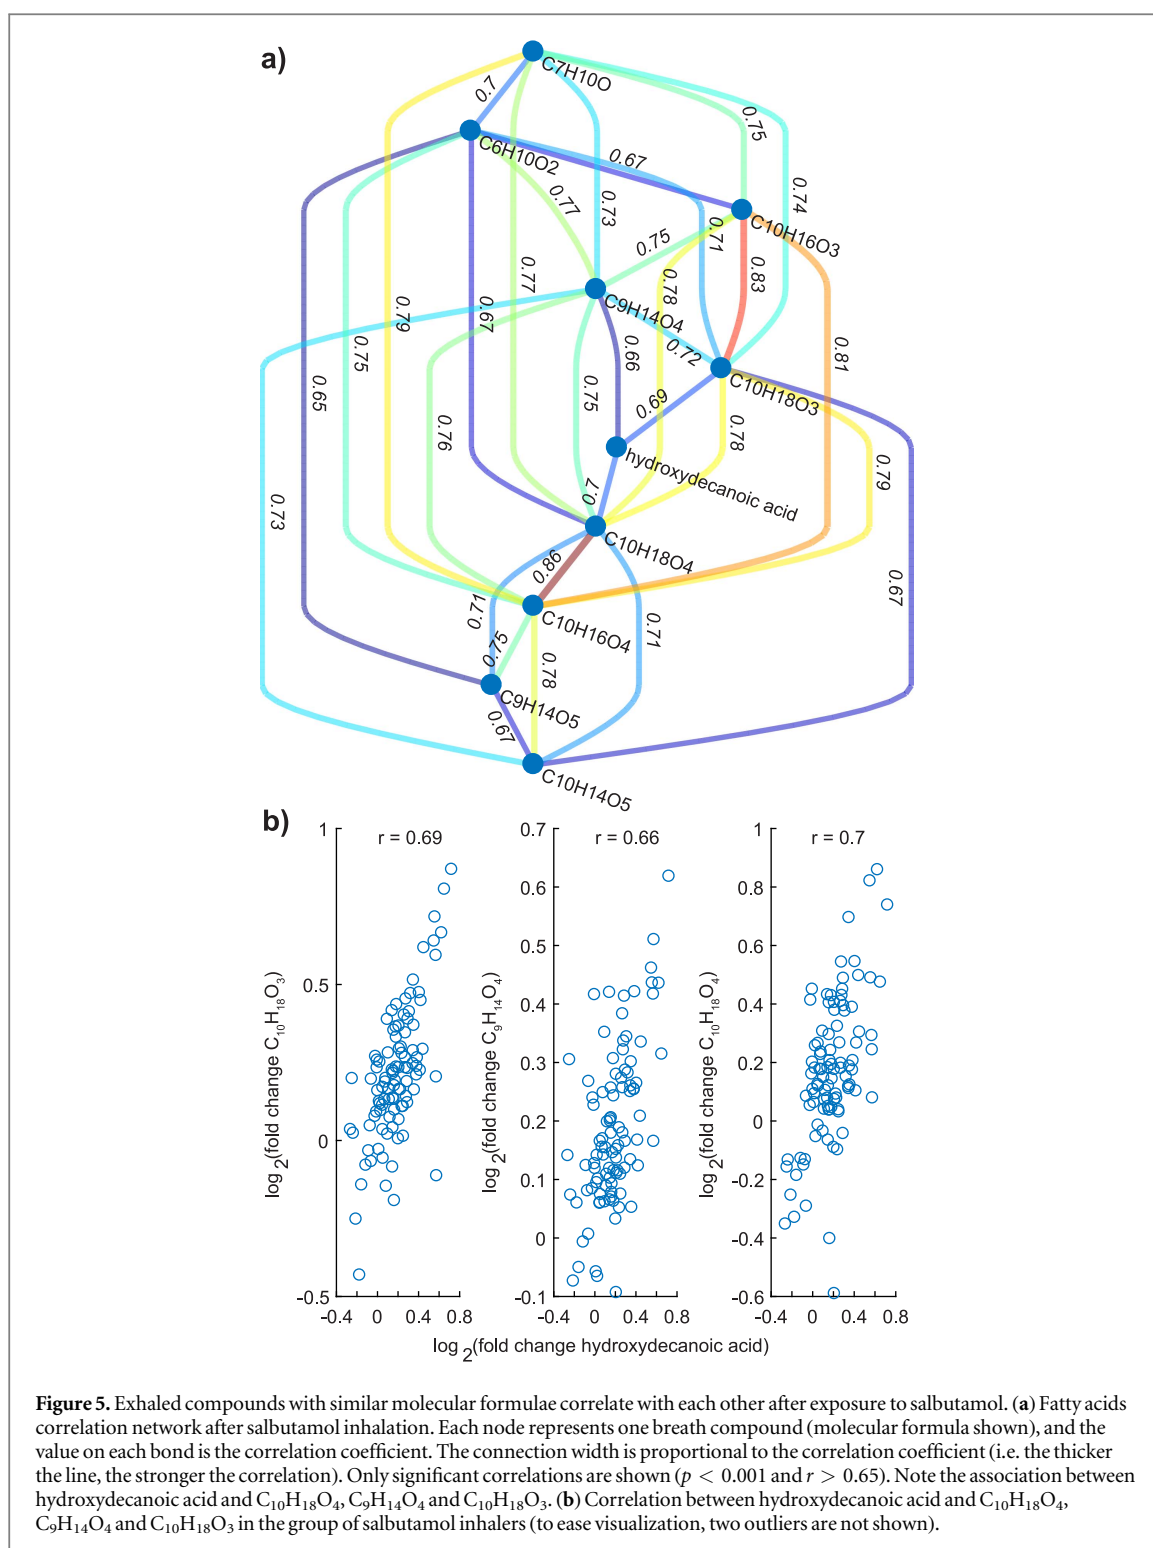 a)
C7H10O
0.7
C6H10O2
0.67
0.75
0.77
0.73
0.74
C10H16O3
0.75
0.71
0.77
0.78
0.83
C9H14O4
0.79
0.67
0.75
0.66
0.72
0.81
C10H18O3
0.65
0.75
0.69
0.76
0.78
hydroxydecanoic acid
0.79
0.73
0.7
C10H18O4
0.86
0.67
0.71
C10H16O4
0.71
0.75
0.78
C9H14O5
0.67
C10H14O5
b)
r = 0.69
1
0.5
0
-0.5
-0.4 0 0.4 0.8
log 2(fold change C10H18O3)
r = 0.66
0.7
0.6
0.5
0.4
0.3
0.2
0.1
0
-0.1
-0.4 0 0.4 0.8
log 2(fold change C9H14O4)
r = 0.7
1
0.8
0.6
0.4
0.2
0
-0.2
-0.4
-0.6
-0.4 0 0.4 0.8
log 2(fold change C10H18O4)
log 2(fold change hydroxydecanoic acid)
Figure 5. Exhaled compounds with similar molecular formulae correlate with each other after exposure to salbutamol. (a) Fatty acids
correlation network after salbutamol inhalation. Each node represents one breath compound (molecular formula shown), and the
value on each bond is the correlation coefficient. The connection width is proportional to the correlation coefficient (i.e. the thicker
the line, the stronger the correlation). Only significant correlations are shown (p < 0.001 and r > 0.65). Note the association between
hydroxydecanoic acid and C10H18O4, C9H14O4 and C10H18O3. (b) Correlation between hydroxydecanoic acid and C10H18O4,
C9H14O4 and C10H18O3 in the group of salbutamol inhalers (to ease visualization, two outliers are not shown).